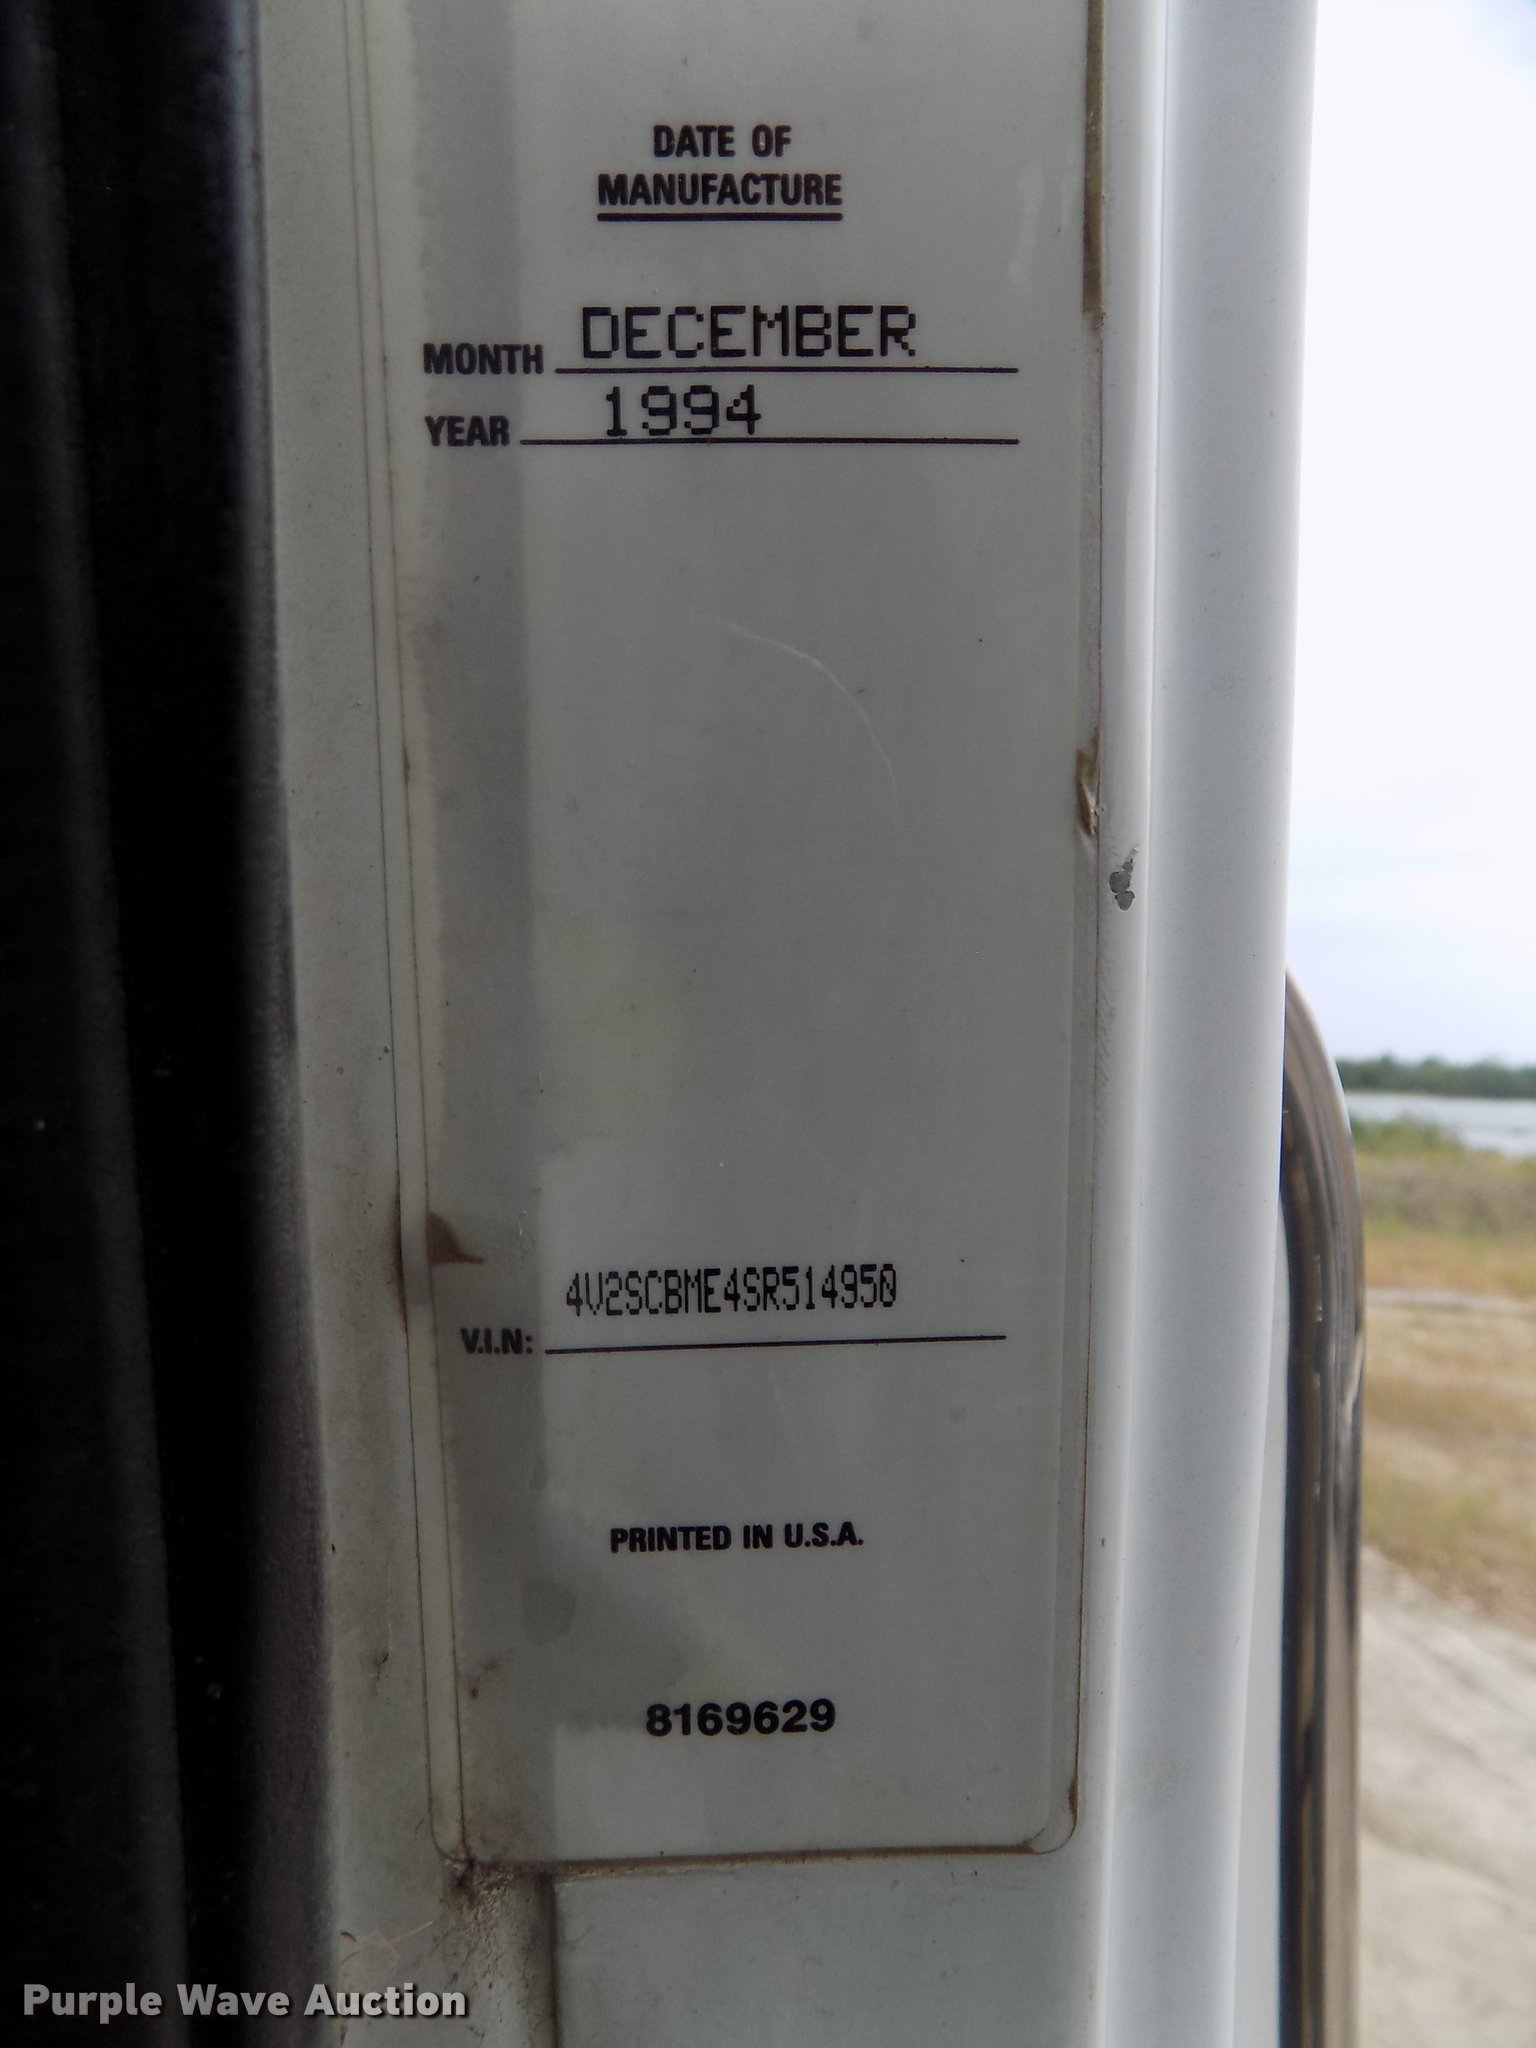 DATE OF
MANUFACTURE
MONTH DECEMBER
YEAR 1994
4V2SCBME4SR514950
V.I.N:
PRINTED IN U.S.A.
8169629
Purple Wave Auction